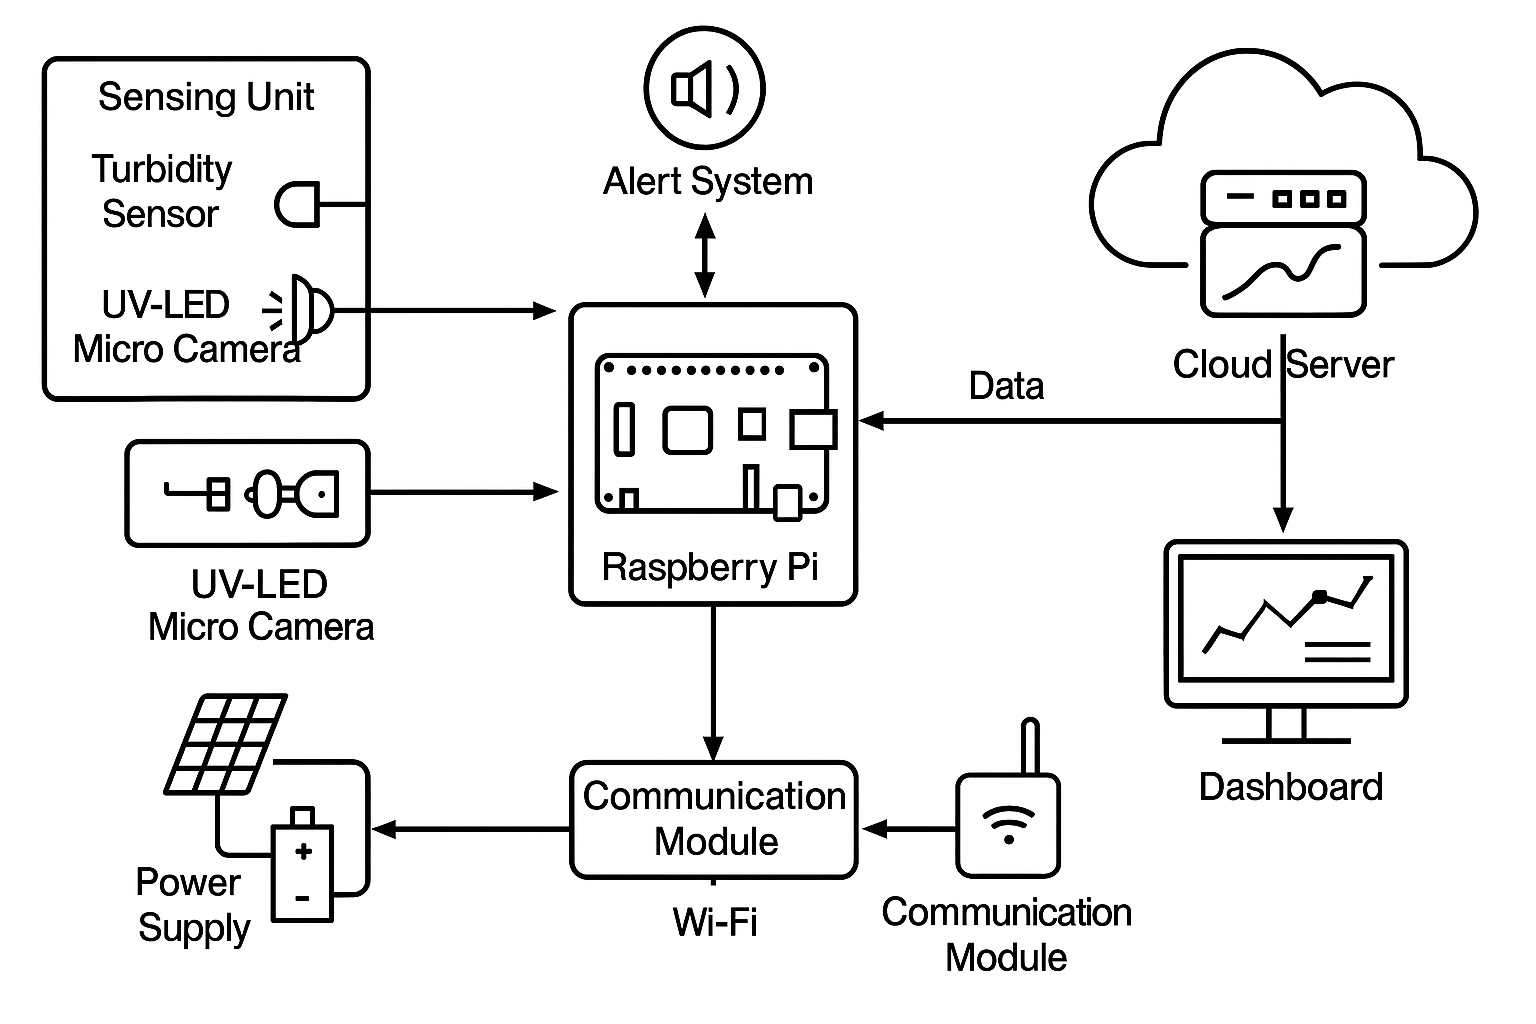 Sensing Unit
Turbidity
Sensor
UV-LED
Micro Camera
UV-LED
Micro Camera
Power
Supply
+
-
Alert System
Raspberry Pi
Communication
Module
Wi-Fi
Communication
Module
Data
Cloud Server
Dashboard